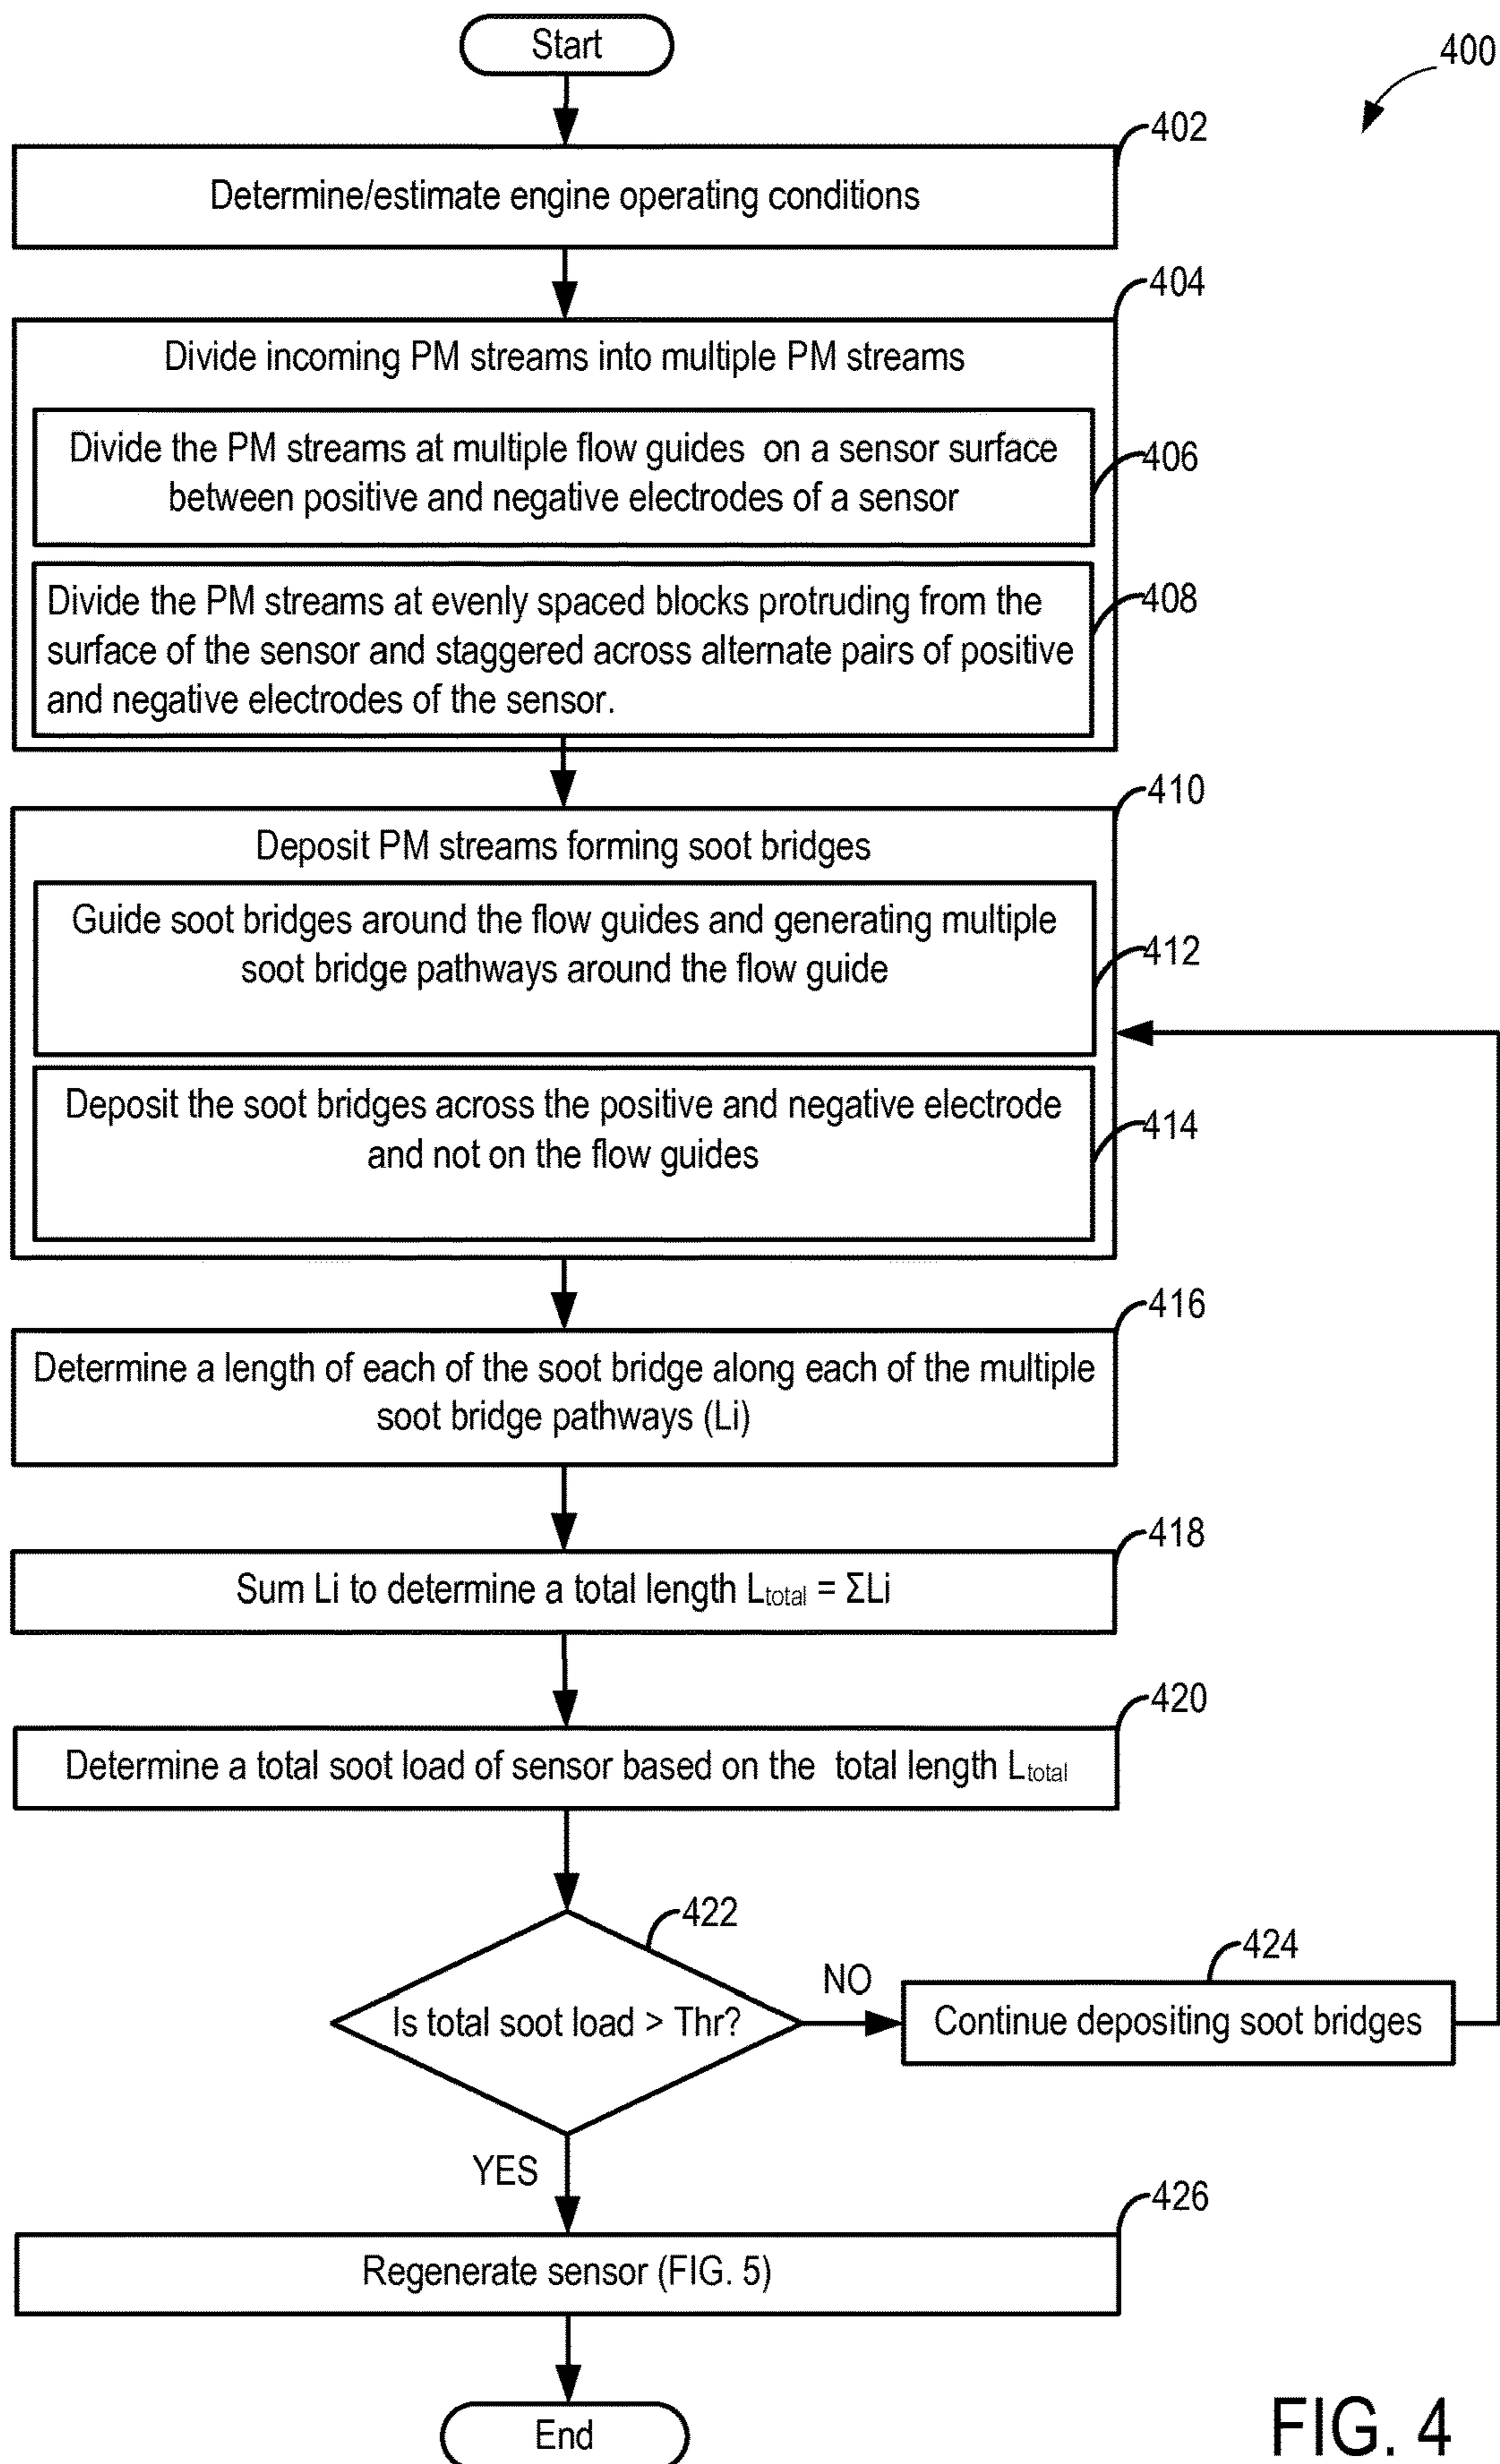 Start
400
402
Determine/estimate engine operating conditions
404
Divide incoming PM streams into multiple PM streams
Divide the PM streams at multiple flow guides on a sensor surface
between positive and negative electrodes of a sensor
406
Divide the PM streams at evenly spaced blocks protruding from the
surface of the sensor and staggered across alternate pairs of positive
and negative electrodes of the sensor.
408
410
Deposit PM streams forming soot bridges
Guide soot bridges around the flow guides and generating multiple
soot bridge pathways around the flow guide
412
Deposit the soot bridges across the positive and negative electrode
and not on the flow guides
414
416
Determine a length of each of the soot bridge along each of the multiple
soot bridge pathways (Li)
418
Sum Li to determine a total length Ltotal = ΣLi
420
Determine a total soot load of sensor based on the total length Ltotal
422
Is total soot load > Thr?
NO
424
Continue depositing soot bridges
YES
426
Regenerate sensor (FIG. 5)
End
FIG. 4